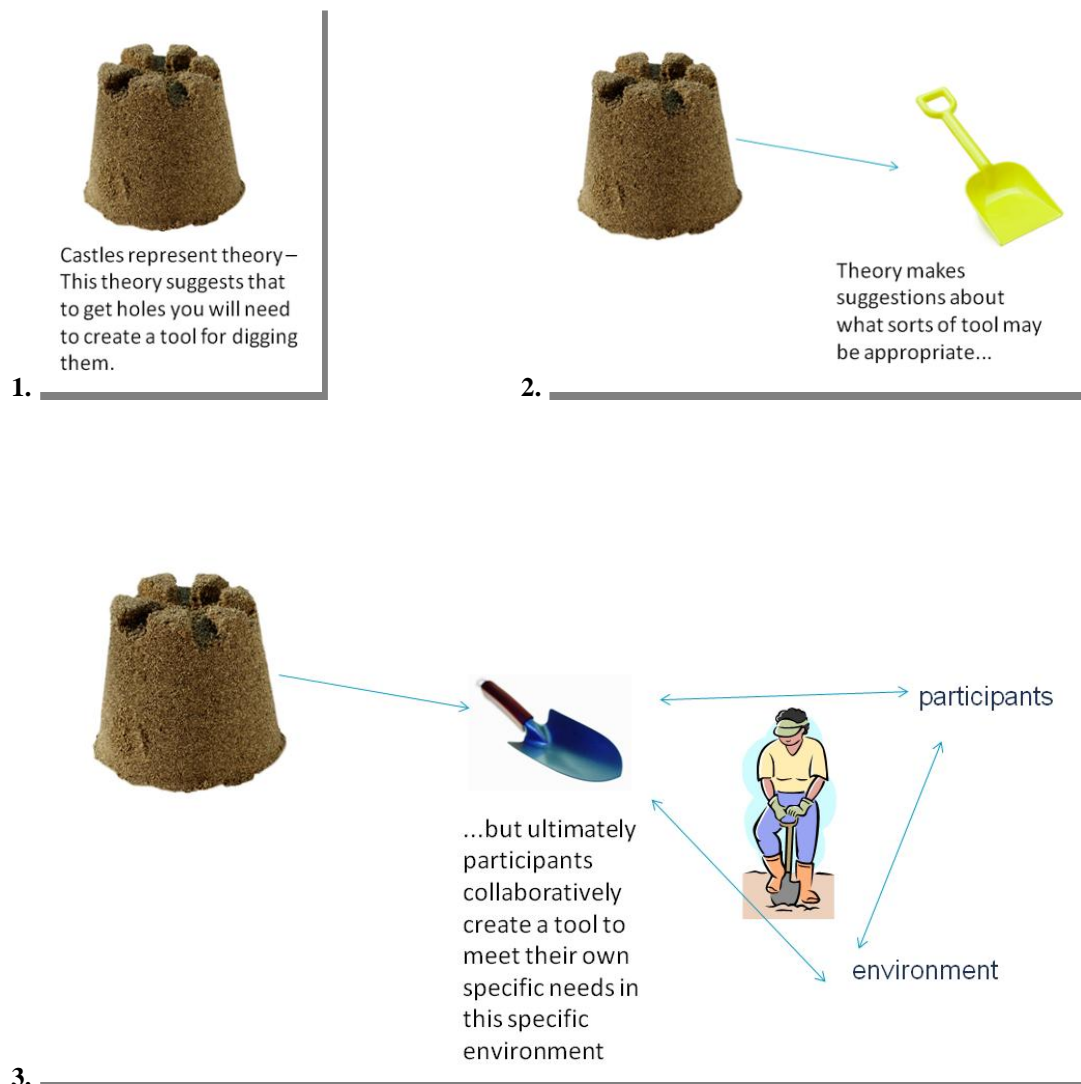 Castles represent theory –
This theory suggests that
to get holes you will need
to create a tool for digging
them.
1.
Theory makes
suggestions about
what sorts of tool may
be appropriate...
2.
participants
...but ultimately
participants
collaboratively
create a tool to
meet their own
specific needs in
this specific
environment
environment
3.